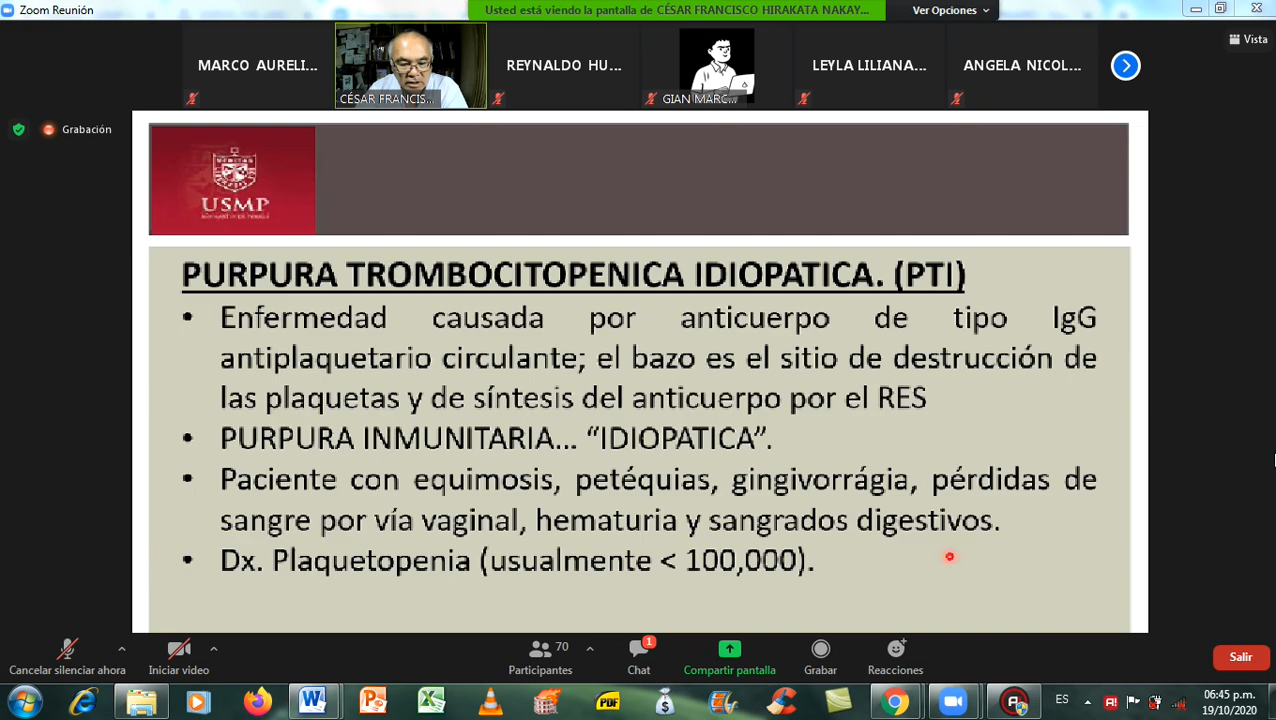 Zoom Reunión
Usted está viendo la pantalla de CÉSAR FRANCISCO HIRAKATA NAKAY...
Ver Opciones
Vista
MARCO AURELI...
CÉSAR FRANCIS...
REYNALDO HU...
GIAN MARC...
LEYLA LILIANA...
ANGELA NICOL...
Grabación
USMP
PURPURA TROMBOCITOPENICA IDIOPATICA. (PTI)
• Enfermedad causada por anticuerpo de tipo IgG
antiplaquetario circulante; el bazo es el sitio de destrucción de
las plaquetas y de síntesis del anticuerpo por el RES
• PURPURA INMUNITARIA... “IDIOPATICA”.
• Paciente con equimosis, petéquias, gingivorrágia, pérdidas de
sangre por vía vaginal, hematuria y sangrados digestivos.
• Dx. Plaquetopenia (usualmente < 100,000).
Cancelar silenciar ahora
Iniciar video
70
Participantes
1
Chat
Compartir pantalla
Grabar
Reacciones
Salir
PDF
ES
06:45 p.m.
19/10/2020